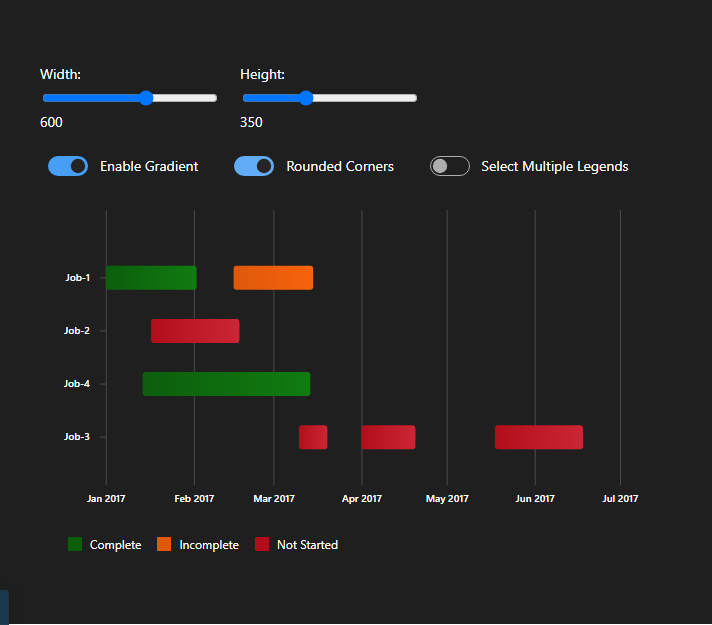 Width: Height:
600 350
Enable Gradient Rounded Corners Select Multiple Legends
Job-1
Job-2
Job-4
Job-3
Jan 2017 Feb 2017 Mar 2017 Apr 2017 May 2017 Jun 2017 Jul 2017
Complete Incomplete Not Started